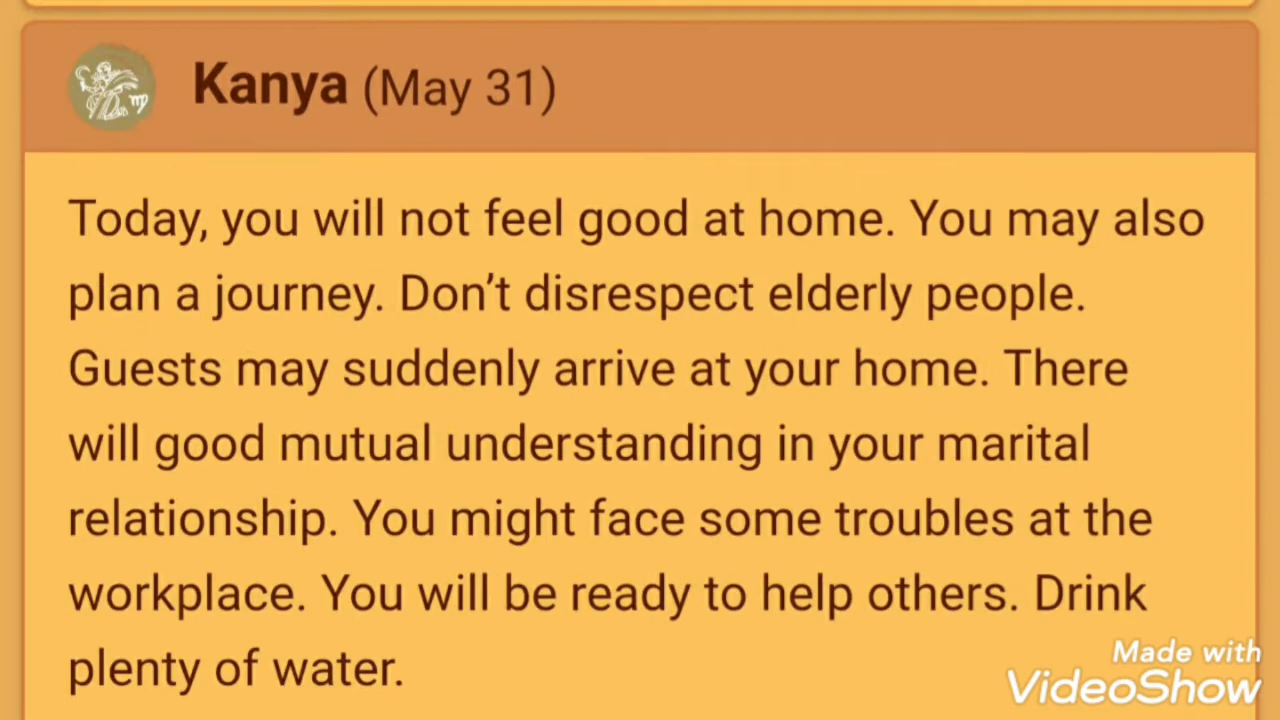 Kanya (May 31)
Today, you will not feel good at home. You may also
plan a journey. Don’t disrespect elderly people.
Guests may suddenly arrive at your home. There
will good mutual understanding in your marital
relationship. You might face some troubles at the
workplace. You will be ready to help others. Drink
plenty of water.
Made with
VideoShow